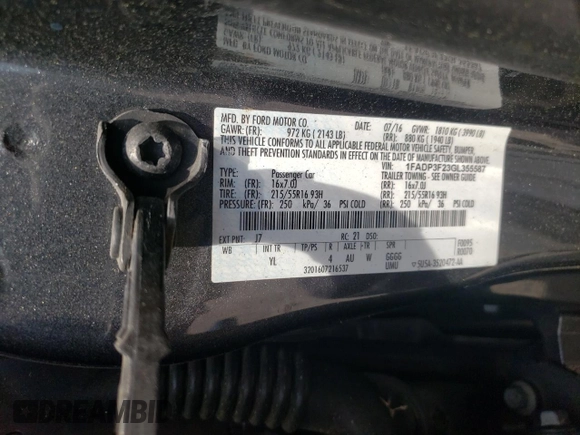 MFD. BY FORD MOTOR CO.
07/16 GVWR: 1810 KG ( 3990 LB)
GAWR: (FR): 972 KG ( 2143 LB) (RR): 880 KG ( 1940 LB)
THIS VEHICLE CONFORMS TO ALL APPLICABLE FEDERAL MOTOR VEHICLE SAFETY, BUMPER,
AND THEFT PREVENTION STANDARDS IN EFFECT ON THE DATE OF MANUFACTURE SHOWN ABOVE.
VIN: 1FADP3F23GL355587
TYPE: Passenger Car TRAILER TOWING - SEE OWNER GUIDE
RIM: (FR): 16x7.0J (RR): 16x7.0J
TIRE: (FR): 215/55R16 93H (RR): 215/55R16 93H
PRESSURE: (FR): 250 kPa/ 36 PSI COLD (RR): 250 kPa/ 36 PSI COLD
EXT PNT: J7 RC: 21 DSO: F0095
WB INT TR TP/PS R AXLE TR SPR R0070
YL 4 AU W GGGG
UMU
3201607216537
DREAMBID